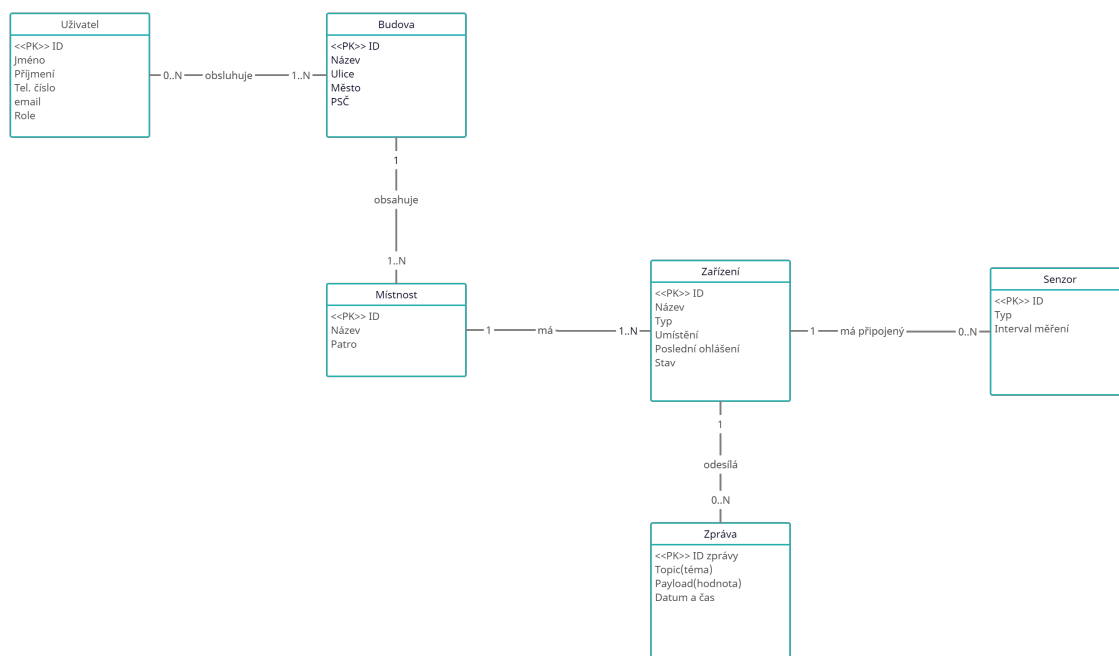 Uživatel
<<PK>> ID
Jméno
Příjmení
Tel. číslo
email
Role
0..N
obsluhuje
1..N
Budova
<<PK>> ID
Název
Ulice
Město
PSČ
1
obsahuje
1..N
Místnost
<<PK>> ID
Název
Patro
1
má
1..N
Zařízení
<<PK>> ID
Název
Typ
Umístění
Poslední ohlášení
Stav
1
má připojený
0..N
Senzor
<<PK>> ID
Typ
Interval měření
1
odesílá
0..N
Zpráva
<<PK>> ID zprávy
Topic(téma)
Payload(hodnota)
Datum a čas